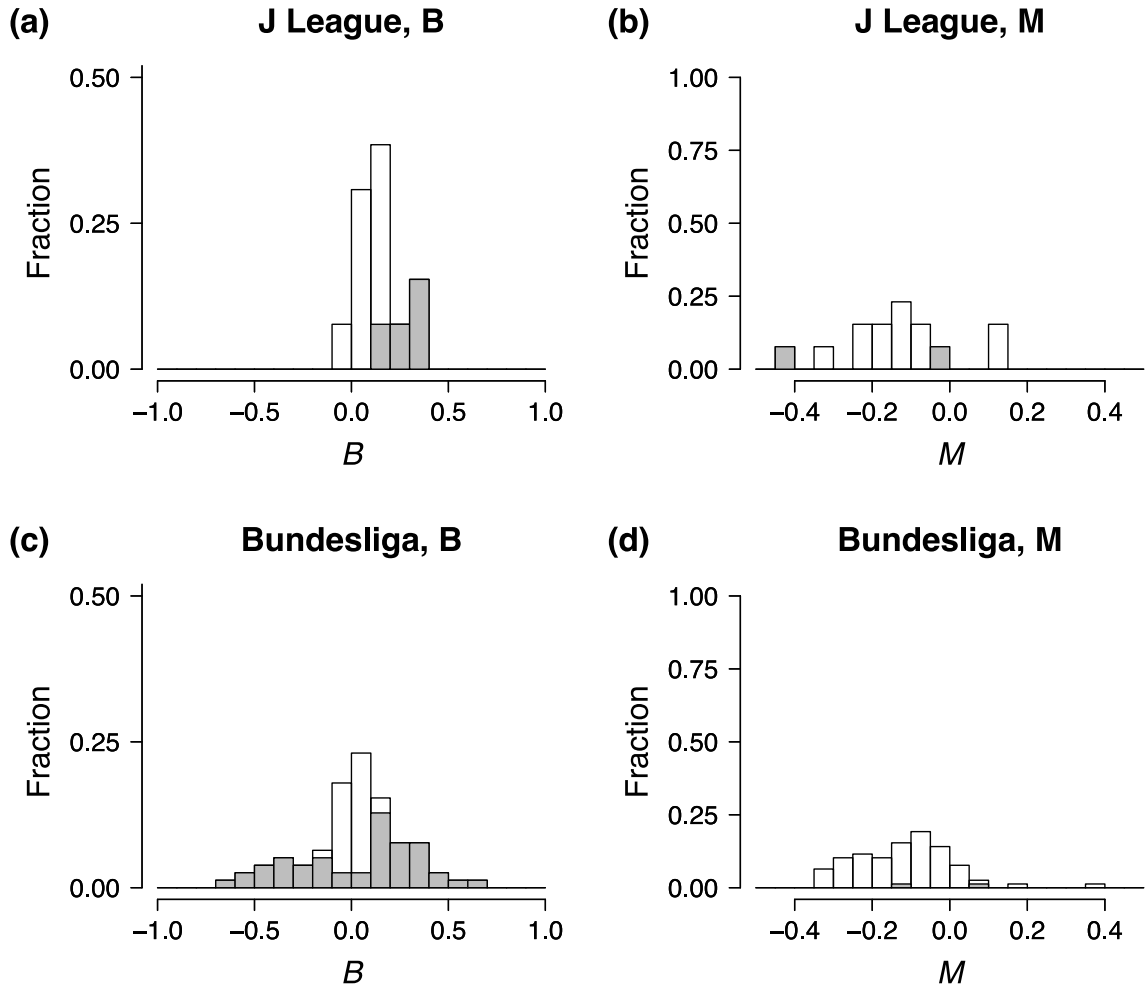 (a) J League, B
0.50
0.25
0.00
Fraction
−1.0 −0.5 0.0 0.5 1.0
B
(b) J League, M
1.00
0.75
0.50
0.25
0.00
Fraction
−0.4 −0.2 0.0 0.2 0.4
M
(c) Bundesliga, B
0.50
0.25
0.00
Fraction
−1.0 −0.5 0.0 0.5 1.0
B
(d) Bundesliga, M
1.00
0.75
0.50
0.25
0.00
Fraction
−0.4 −0.2 0.0 0.2 0.4
M